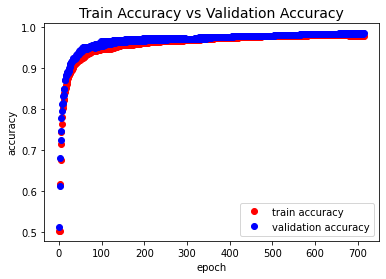 Train Accuracy vs Validation Accuracy
1.0
0.9
0.8
0.7
0.6
0.5
accuracy
0 100 200 300 400 500 600 700
epoch
train accuracy
validation accuracy